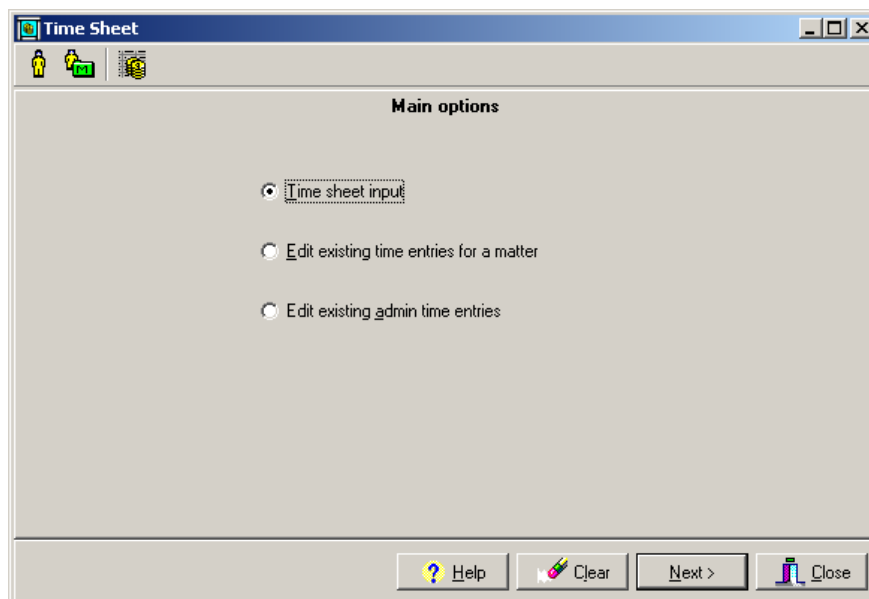 Time Sheet
M
Main options
Time sheet input
Edit existing time entries for a matter
Edit existing admin time entries
? Help
Clear
Next >
Close